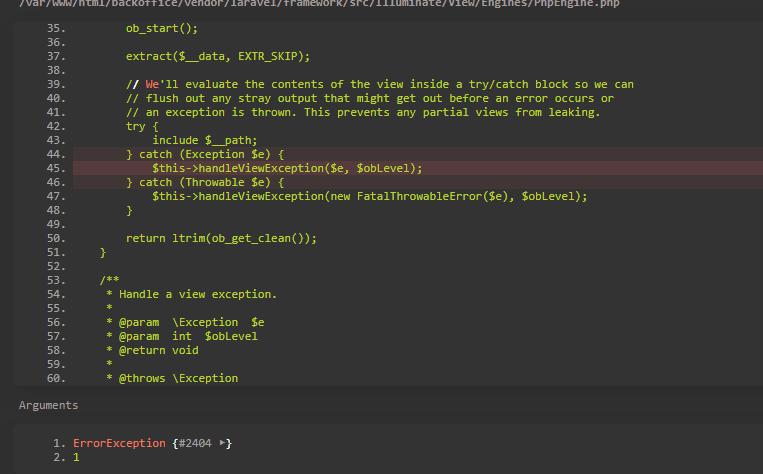 /var/www/html/backoffice/vendor/laravel/framework/src/Illuminate/View/Engines/PhpEngine.php
35. ob_start();
36.
37. extract($__data, EXTR_SKIP);
38.
39. // We'll evaluate the contents of the view inside a try/catch block so we can
40. // flush out any stray output that might get out before an error occurs or
41. // an exception is thrown. This prevents any partial views from leaking.
42. try {
43. include $__path;
44. } catch (Exception $e) {
45. $this->handleViewException($e, $obLevel);
46. } catch (Throwable $e) {
47. $this->handleViewException(new FatalThrowableError($e), $obLevel);
48. }
49.
50. return ltrim(ob_get_clean());
51. }
52.
53. /**
54. * Handle a view exception.
55. *
56. * @param \Exception $e
57. * @param int $obLevel
58. * @return void
59. *
60. * @throws \Exception
Arguments
1. ErrorException {#2404 ▶}
2. 1